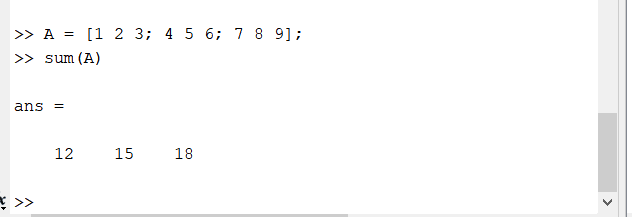 >> A = [1 2 3; 4 5 6; 7 8 9];
>> sum(A)
ans =
12 15 18
>>